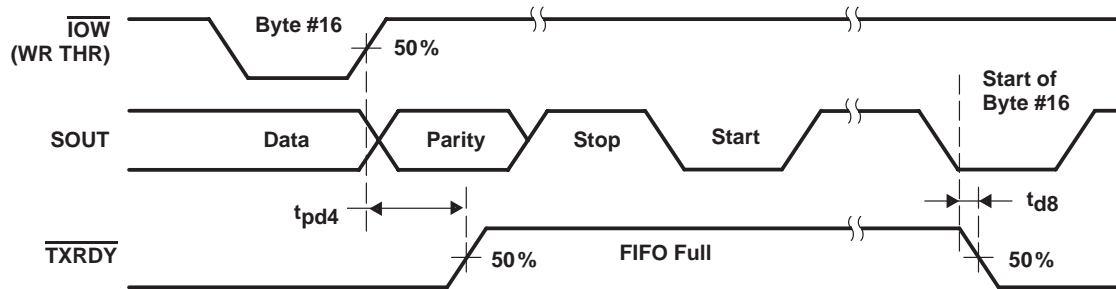 IOW
(WR THR)
Byte #16
50%
Start of
Byte #16
SOUT
Data
Parity
Stop
Start
tpd4
td8
TXRDY
50%
FIFO Full
50%